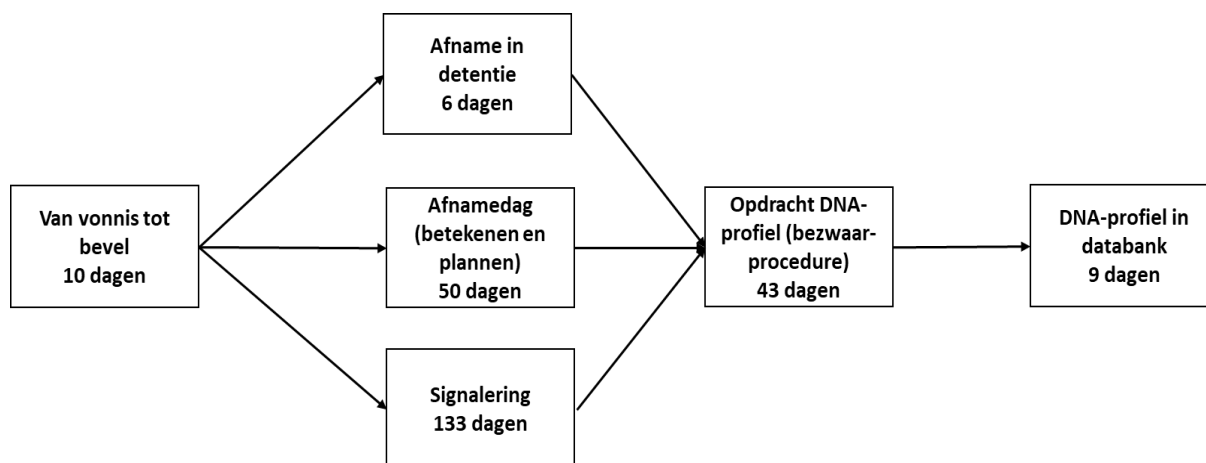 Van vonnis tot
bevel
10 dagen
Afname in
detentie
6 dagen
Afnamedag
(betekenen en
plannen)
50 dagen
Signalering
133 dagen
Opdracht DNA-
profiel (bezwaar-
procedure)
43 dagen
DNA-profiel in
databank
9 dagen